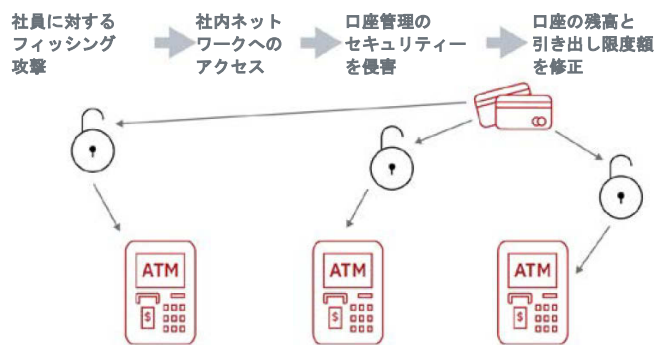 社員に対する
フィッシング
攻撃
社内ネット
ワークへの
アクセス
口座管理の
セキュリティー
を侵害
口座の残高と
引き出し限度額
を修正
ATM
$
ATM
$
ATM
$